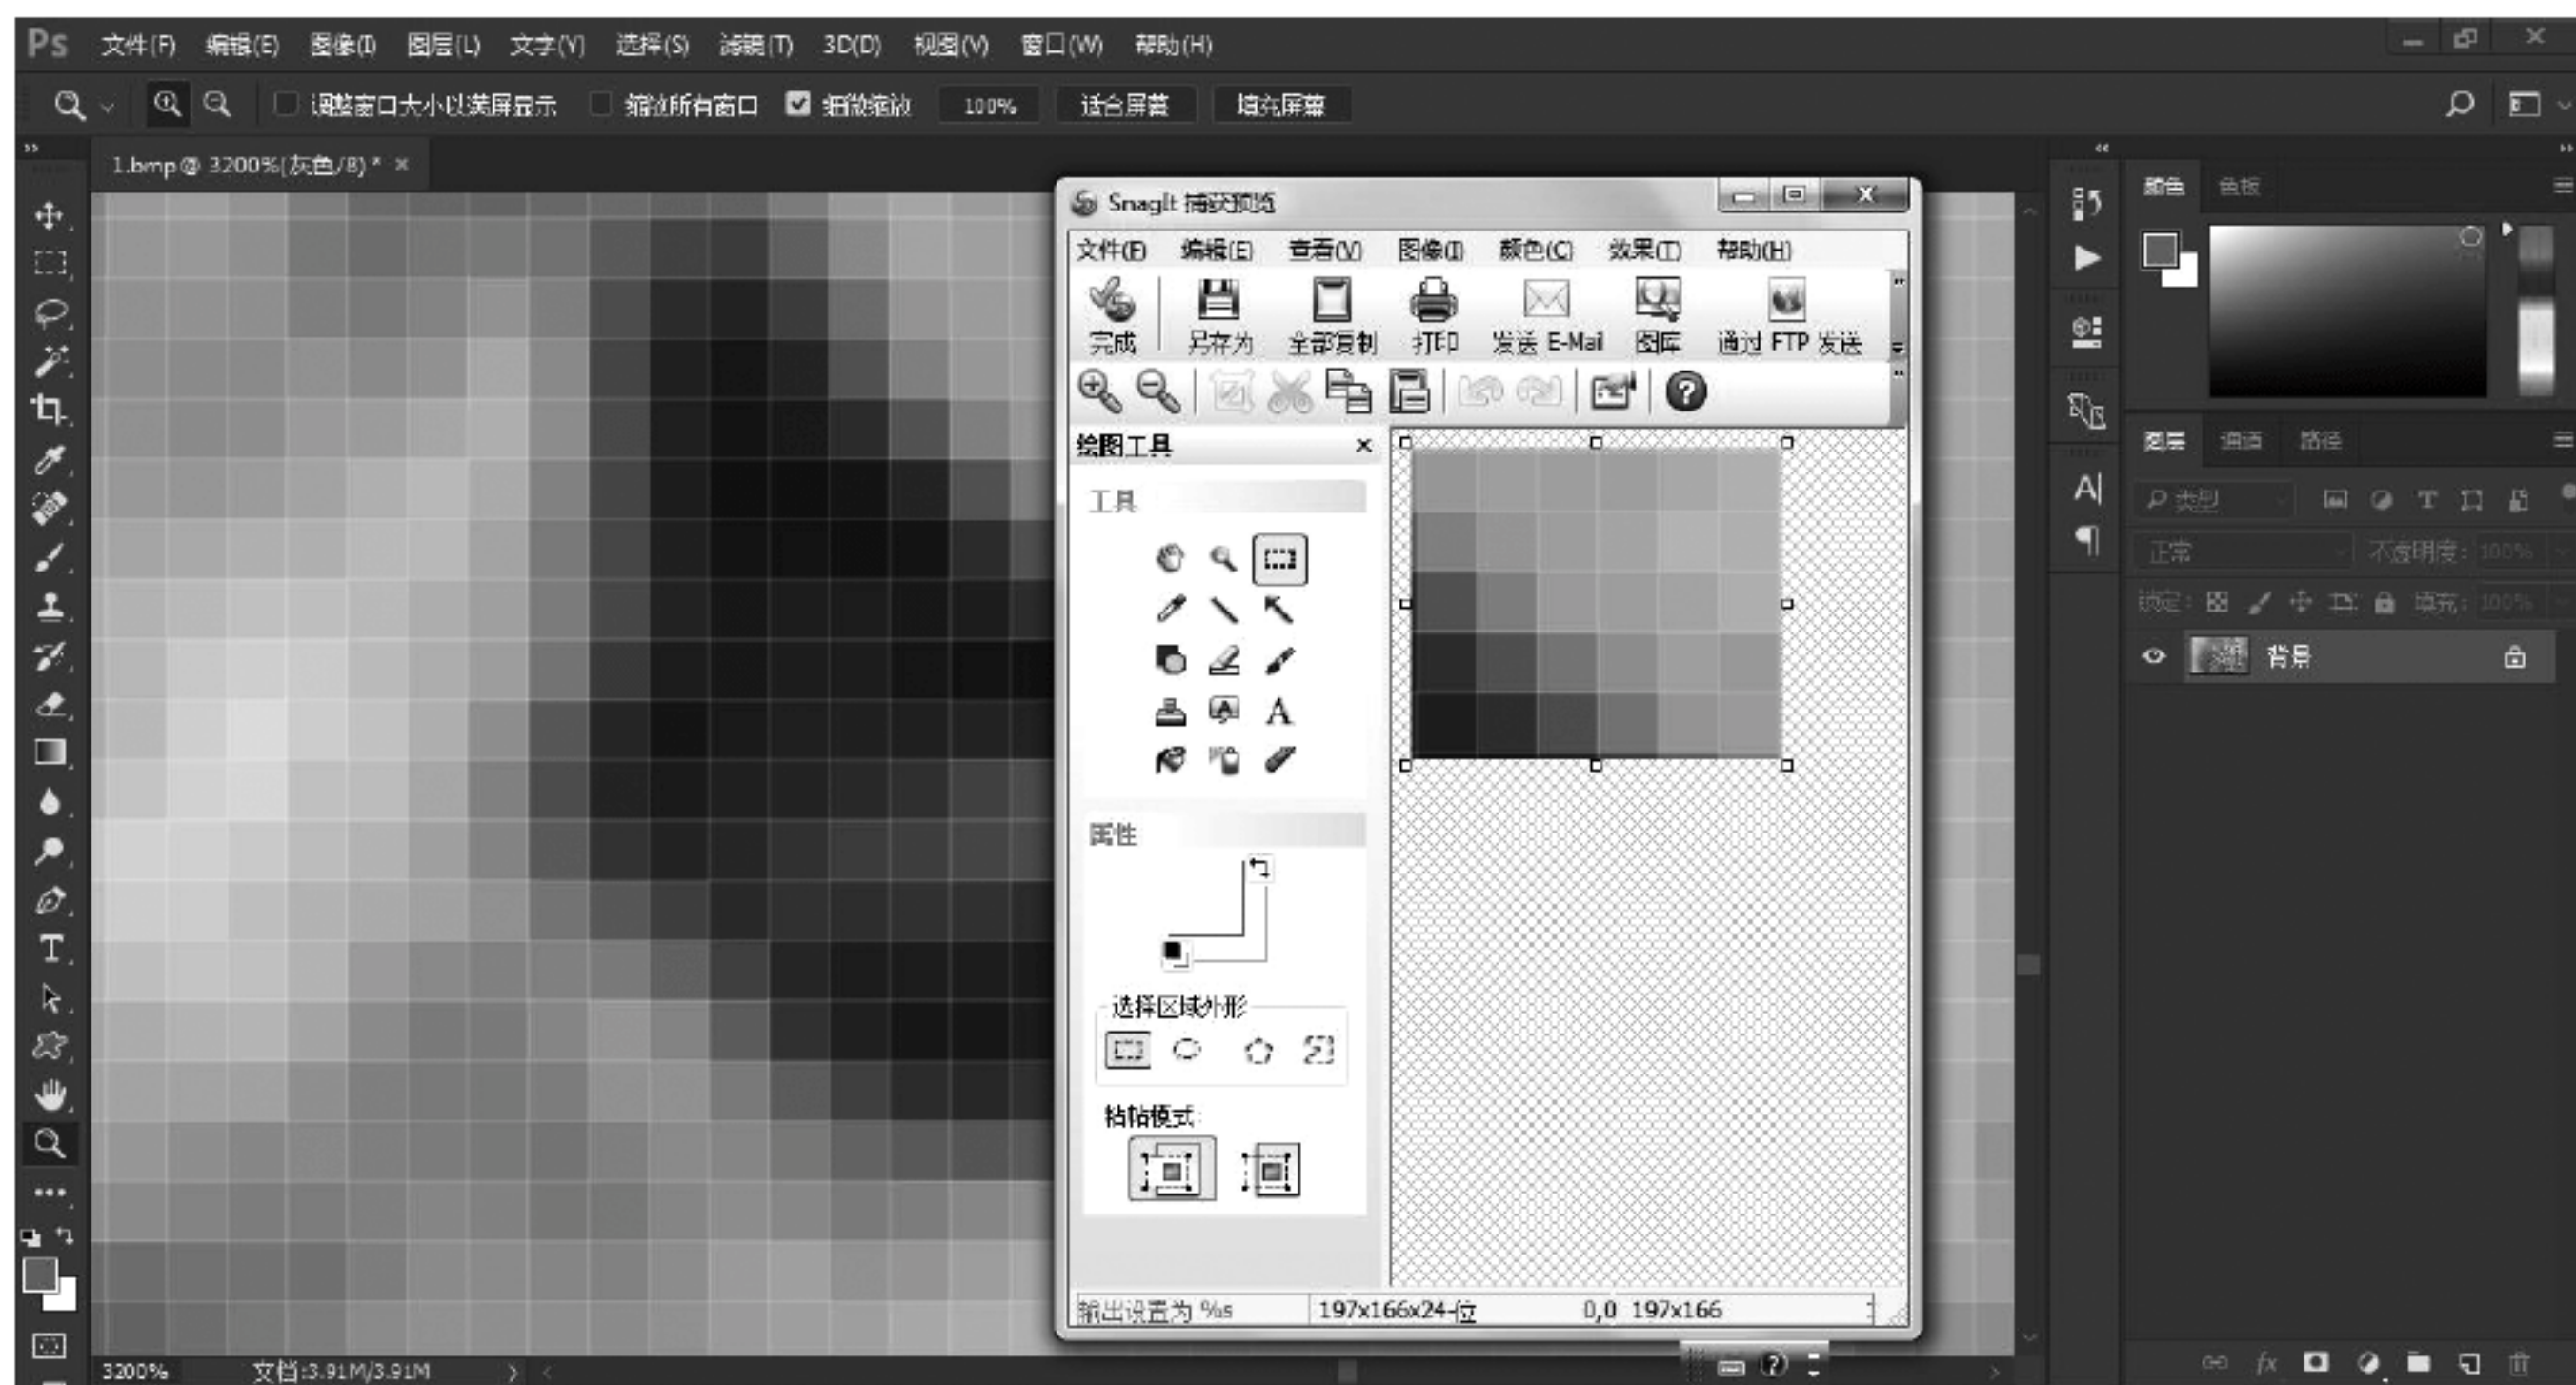 Ps 文件(F) 编辑(E) 图像(I) 图层(L) 文字(Y) 选择(S) 滤镜(T) 3D(D) 视图(V) 窗口(W) 帮助(H)
调整窗口大小以满屏显示 缩放所有窗口 细微缩放 100% 适合屏幕 填充屏幕
1.bmp@ 3200%(灰色/8) * ×
SnagIt 捕获预览
文件(F) 编辑(E) 查看(V) 图像(I) 颜色(C) 效果(T) 帮助(H)
完成 另存为 全部复制 打印 发送 E-Mail 图库 通过 FTP 发送
绘图工具
工具
属性
选择区域外形
粘帖模式:
输出设置为 %s 197x166x24-位 0,0 197x166
颜色 色板
图层 通道 路径
类型
正常 不透明度: 100%
锁定: 填充: 100%
背景
3200% 文档:3.91M/3.91M
fx